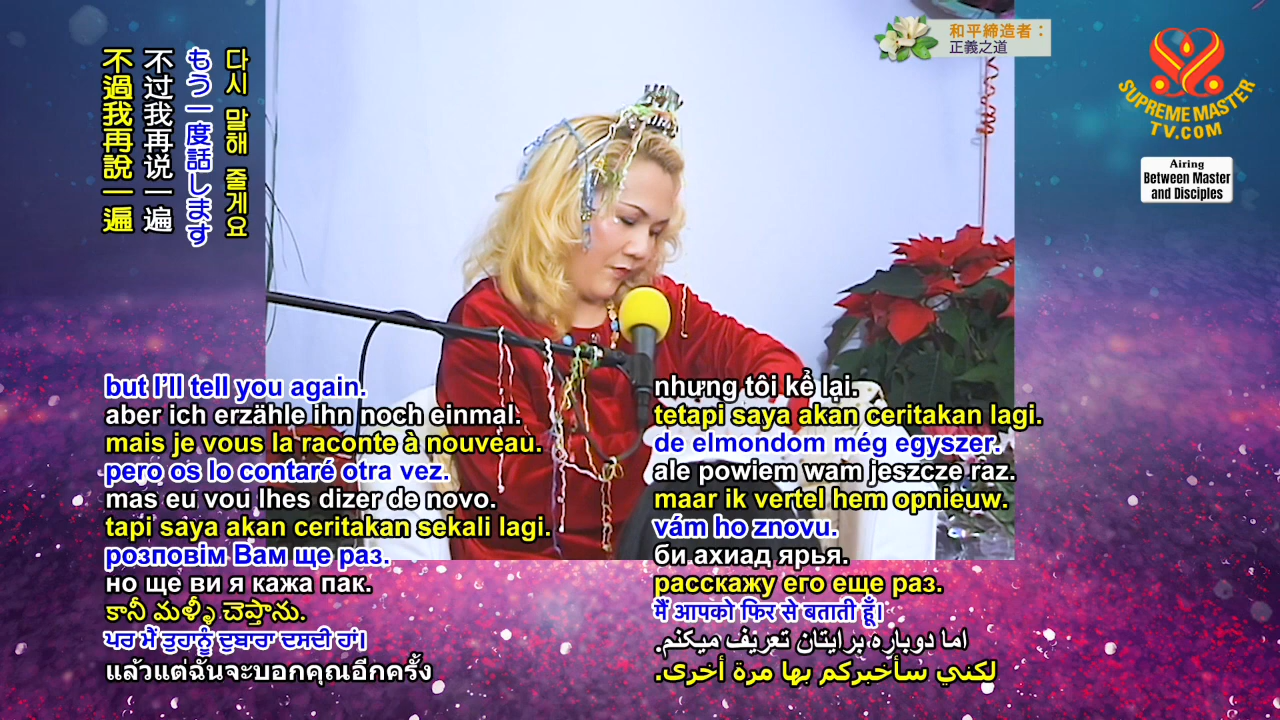 不過我再說一遍
不过我再说一遍
もう一度話します
다시 말해 줄게요
和平締造者：
正義之道
SUPREME MASTER
TV.COM
Airing
Between Master
and Disciples
but I’ll tell you again.
aber ich erzähle ihn noch einmal.
mais je vous la raconte à nouveau.
pero os lo contaré otra vez.
mas eu vou lhes dizer de novo.
tapi saya akan ceritakan sekali lagi.
розповім Вам ще раз.
но ще ви я кажа пак.
కానీ మళ్ళీ చెప్తాను.
ਪਰ ਮੈਂ ਤੁਹਾਨੂੰ ਦੁਬਾਰਾ ਦਸਦੀ ਹਾਂ।
แล้วแต่ฉันจะบอกคุณอีกครั้ง
nhưng tôi kể lại.
tetapi saya akan ceritakan lagi.
de elmondom még egyszer.
ale powiem wam jeszcze raz.
maar ik vertel hem opnieuw.
vám ho znovu.
би ахиад ярья.
расскажу его еще раз.
मैं आपको फिर से बताती हूँ।
اما دوباره برایتان تعریف میکنم.
لكني سأخبركم بها مرة أخرى.